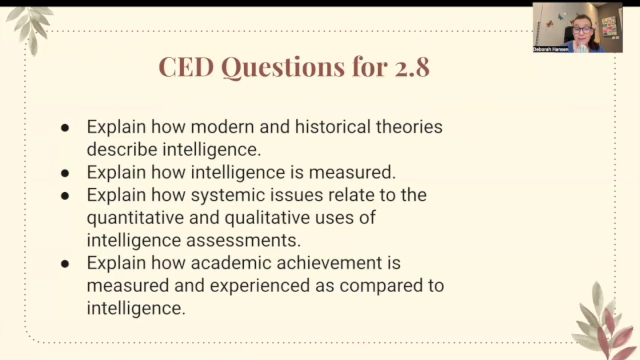 CED Questions for 2.8
Deborah Hansen
● Explain how modern and historical theories
describe intelligence.
● Explain how intelligence is measured.
● Explain how systemic issues relate to the
quantitative and qualitative uses of
intelligence assessments.
● Explain how academic achievement is
measured and experienced as compared to
intelligence.